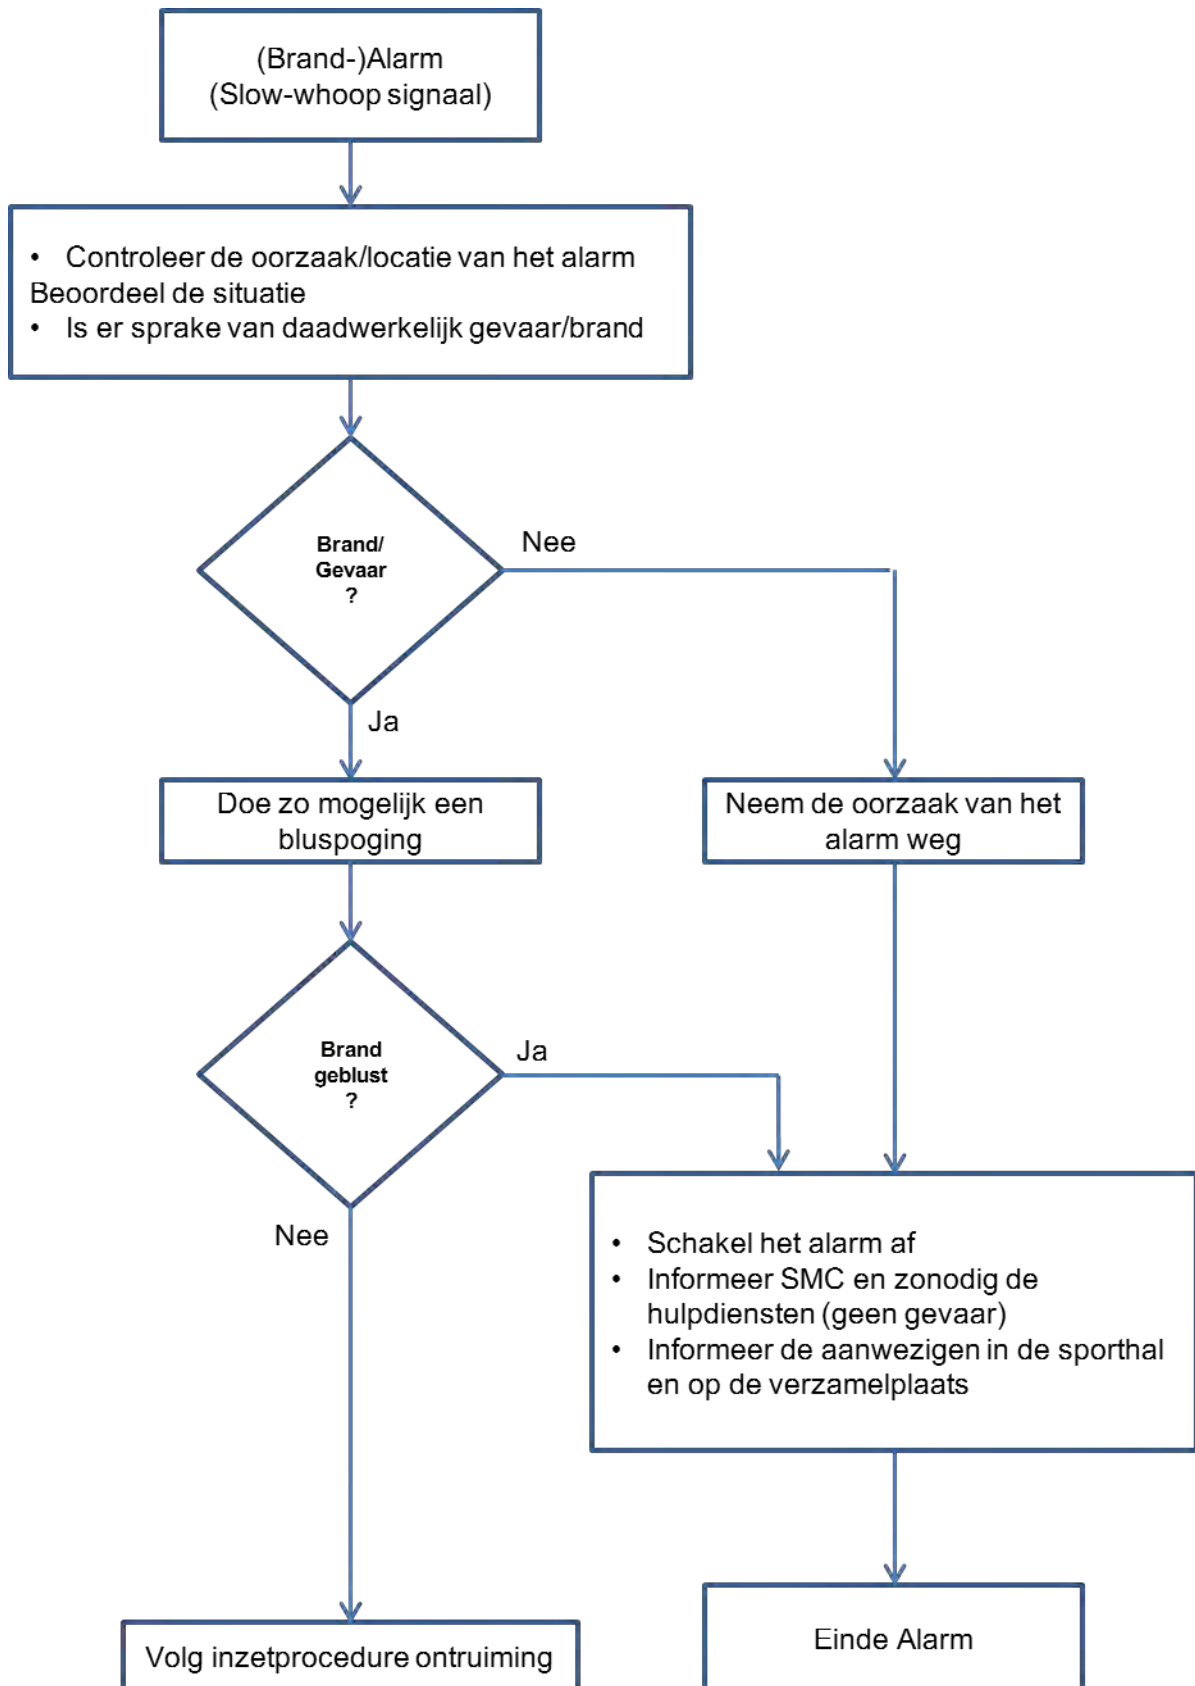 (Brand-)Alarm
(Slow-whoop signaal)
• Controleer de oorzaak/locatie van het alarm
Beoordeel de situatie
• Is er sprake van daadwerkelijk gevaar/brand
Brand/
Gevaar
?
Nee
Ja
Doe zo mogelijk een
bluspoging
Neem de oorzaak van het
alarm weg
Brand
geblust
?
Ja
Nee
• Schakel het alarm af
• Informeer SMC en zonodig de
hulpdiensten (geen gevaar)
• Informeer de aanwezigen in de sporthal
en op de verzamelplaats
Volg inzetprocedure ontruiming
Einde Alarm